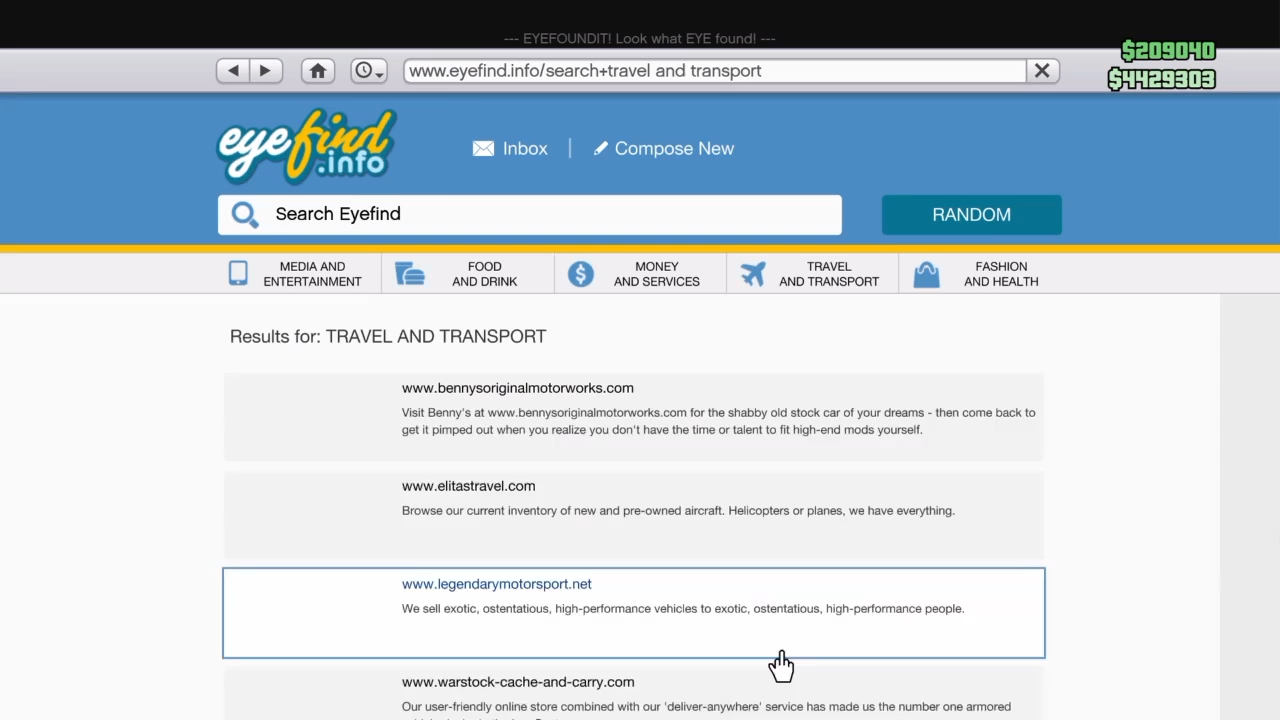 --- EYEFOUNDIT! Look what EYE found! ---
$209040
www.eyefind.info/search+travel and transport
$4429303
eyefind
.info
Inbox
Compose New
Search Eyefind
RANDOM
MEDIA AND
ENTERTAINMENT
FOOD
AND DRINK
MONEY
AND SERVICES
TRAVEL
AND TRANSPORT
FASHION
AND HEALTH
Results for: TRAVEL AND TRANSPORT
www.bennysoriginalmotorworks.com
Visit Benny's at www.bennysoriginalmotorworks.com for the shabby old stock car of your dreams - then come back to
get it pimped out when you realize you don't have the time or talent to fit high-end mods yourself.
www.elitastravel.com
Browse our current inventory of new and pre-owned aircraft. Helicopters or planes, we have everything.
www.legendarymotorsport.net
We sell exotic, ostentatious, high-performance vehicles to exotic, ostentatious, high-performance people.
www.warstock-cache-and-carry.com
Our user-friendly online store combined with our 'deliver-anywhere' service has made us the number one armored